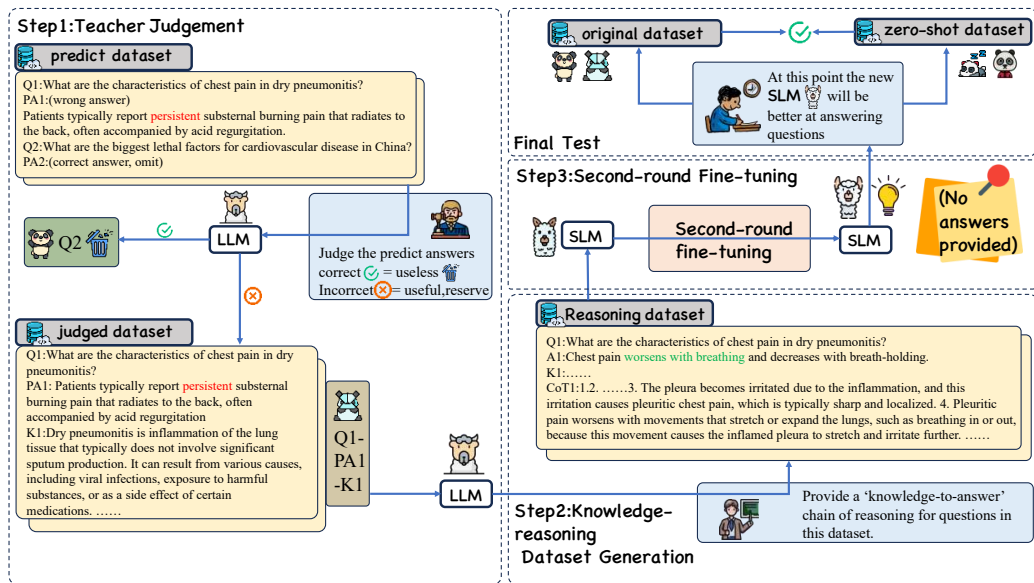 Step1:Teacher Judgement
predict dataset
Q1:What are the characteristics of chest pain in dry pneumonitis?
PA1:(wrong answer)
Patients typically report persistent substernal burning pain that radiates to
the back, often accompanied by acid regurgitation.
Q2:What are the biggest lethal factors for cardiovascular disease in China?
PA2:(correct answer, omit)
Q2
LLM
Judge the predict answers
correct = useless
Incorrcet = useful,reserve
judged dataset
Q1:What are the characteristics of chest pain in dry
pneumonitis?
PA1: Patients typically report persistent substernal
burning pain that radiates to the back, often
accompanied by acid regurgitation
K1:Dry pneumonitis is inflammation of the lung
tissue that typically does not involve significant
sputum production. It can result from various causes,
including viral infections, exposure to harmful
substances, or as a side effect of certain
medications. ……
Q1-
PA1
-K1
LLM
original dataset
zero-shot dataset
At this point the new
SLM will be
better at answering
questions
Final Test
Step3:Second-round Fine-tuning
SLM
Second-round
fine-tuning
SLM
(No
answers
provided)
Reasoning dataset
Q1:What are the characteristics of chest pain in dry pneumonitis?
A1:Chest pain worsens with breathing and decreases with breath-holding.
K1:……
CoT1:1.2. ……3. The pleura becomes irritated due to the inflammation, and this
irritation causes pleuritic chest pain, which is typically sharp and localized. 4. Pleuritic
pain worsens with movements that stretch or expand the lungs, such as breathing in or out,
because this movement causes the inflamed pleura to stretch and irritate further. ……
Step2:Knowledge-
reasoning
Dataset Generation
Provide a ‘knowledge-to-answer’
chain of reasoning for questions in
this dataset.